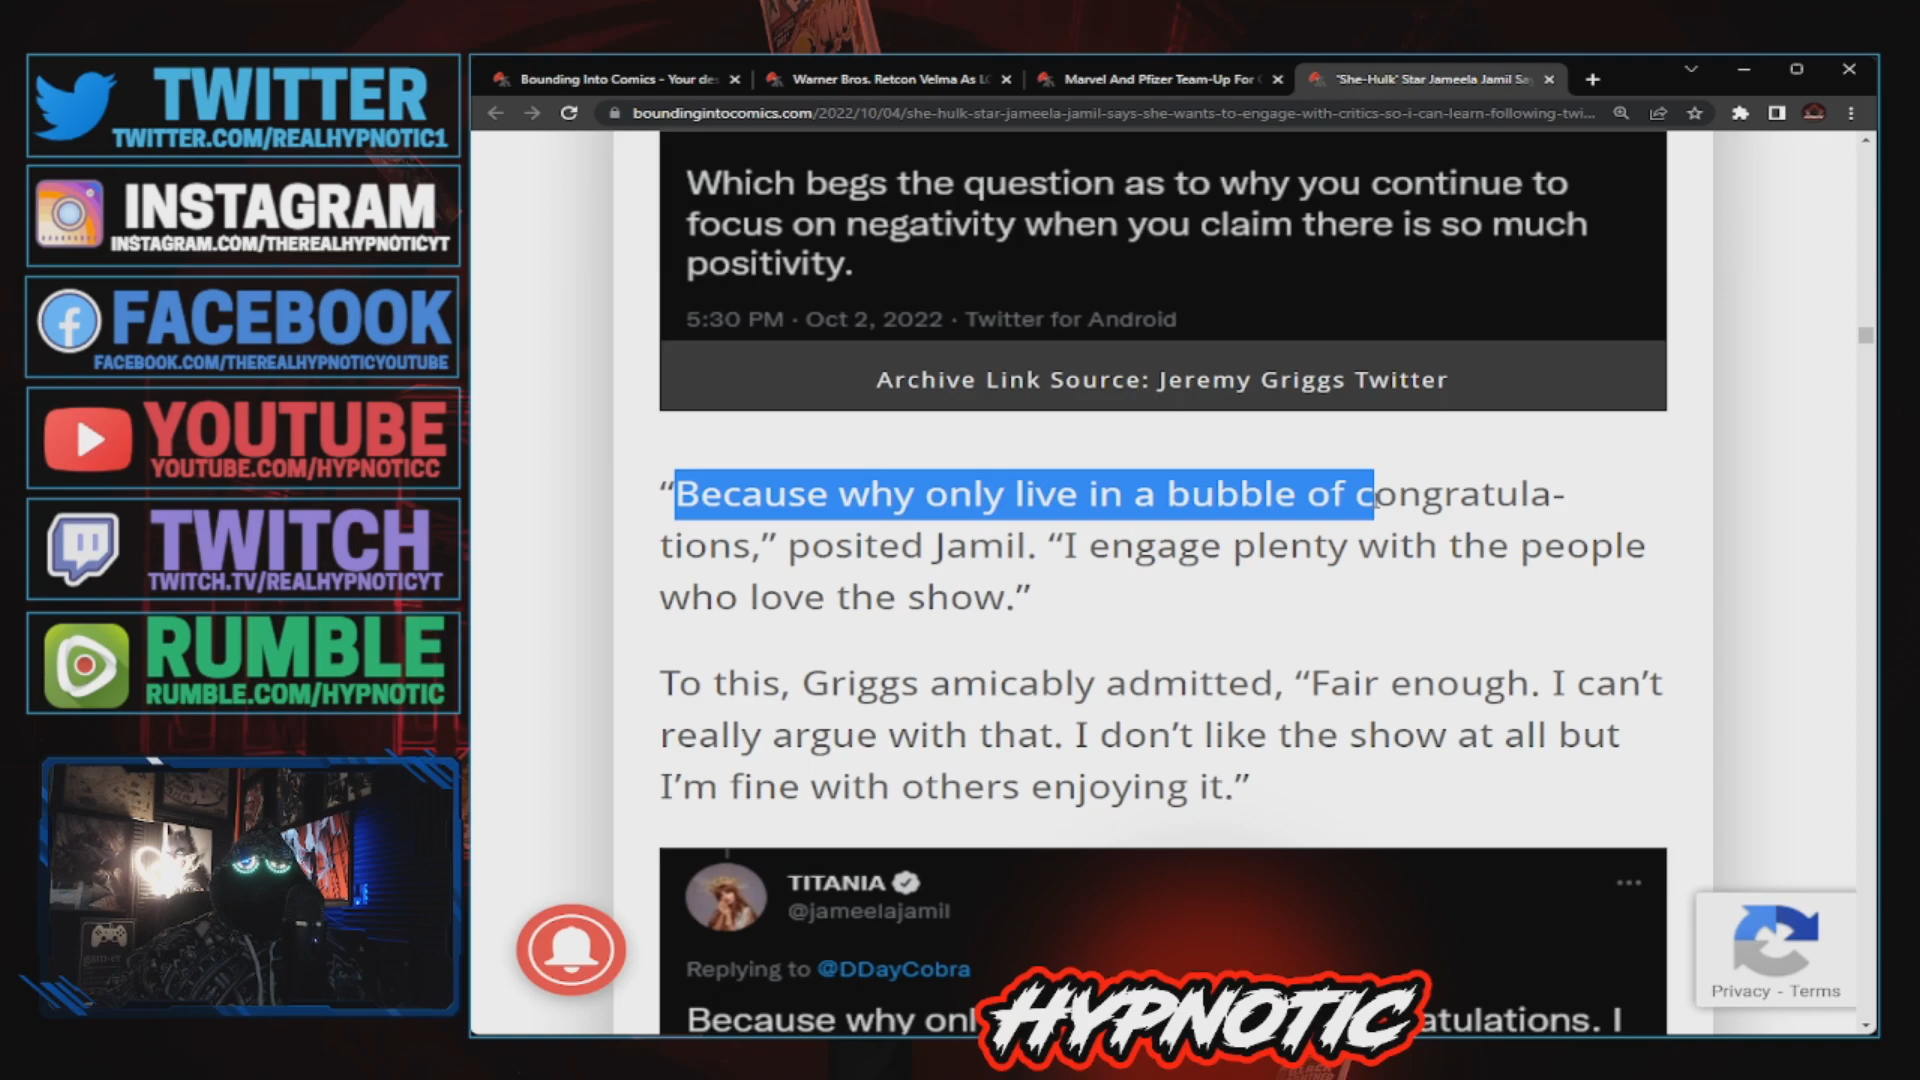 TWITTER
TWITTER.COM/REALHYPNOTIC1
INSTAGRAM
INSTAGRAM.COM/THEREALHYPNOTICYT
FACEBOOK
FACEBOOK.COM/THEREALHYPNOTICYOUTUBE
YOUTUBE
YOUTUBE.COM/HYPNOTICC
TWITCH
TWITCH.TV/REALHYPNOTICYT
RUMBLE
RUMBLE.COM/HYPNOTIC
Bounding Into Comics - Your de
Warner Bros. Retcon Velma As
Marvel And Pfizer Team-Up For
'She-Hulk' Star Jameela Jamil Sa
boundingintocomics.com/2022/10/04/she-hulk-star-jameela-jamil-says-she-wants-to-engage-with-critics-so-i-can-learn-following-twi...
Which begs the question as to why you continue to
focus on negativity when you claim there is so much
positivity.
5:30 PM · Oct 2, 2022 · Twitter for Android
Archive Link Source: Jeremy Griggs Twitter
“Because why only live in a bubble of congratula-
tions,” posited Jamil. “I engage plenty with the people
who love the show.”
To this, Griggs amicably admitted, “Fair enough. I can’t
really argue with that. I don’t like the show at all but
I’m fine with others enjoying it.”
TITANIA
@jameelajamil
Replying to @DDayCobra
Because why onl
atulations. I
HYPNOTIC
Privacy - Terms